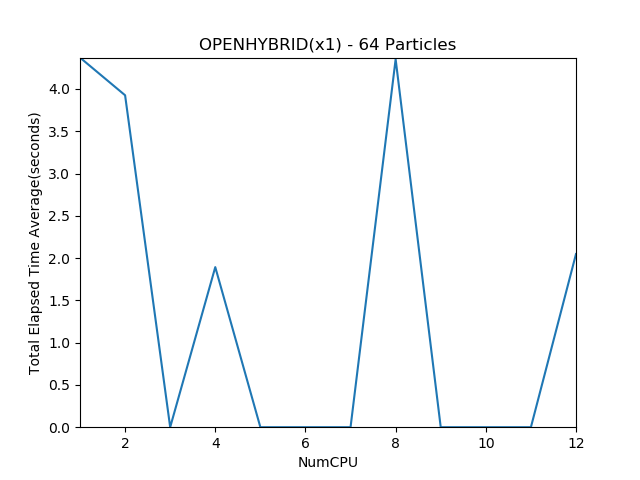 OPENHYBRID(x1) - 64 Particles
Total Elapsed Time Average(seconds)
4.0
3.5
3.0
2.5
2.0
1.5
1.0
0.5
0.0
2 4 6 8 10 12
NumCPU